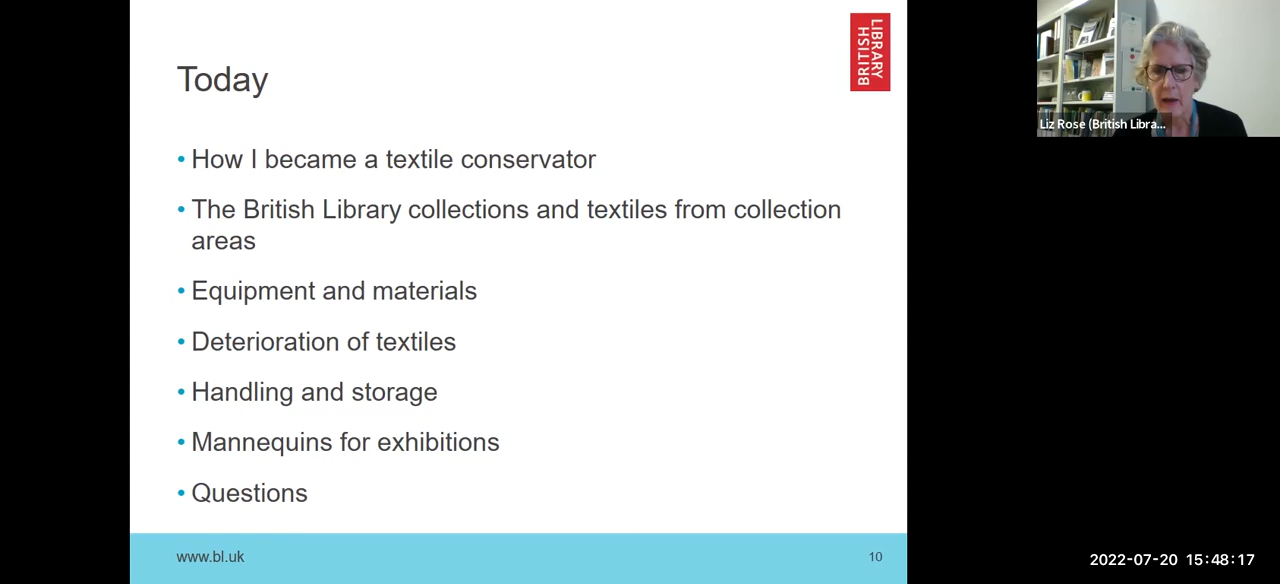 Today
LIBRARY
BRITISH
• How I became a textile conservator
• The British Library collections and textiles from collection
areas
• Equipment and materials
• Deterioration of textiles
• Handling and storage
• Mannequins for exhibitions
• Questions
www.bl.uk
10
Liz Rose (British Libra...
2022-07-20 15:48:17